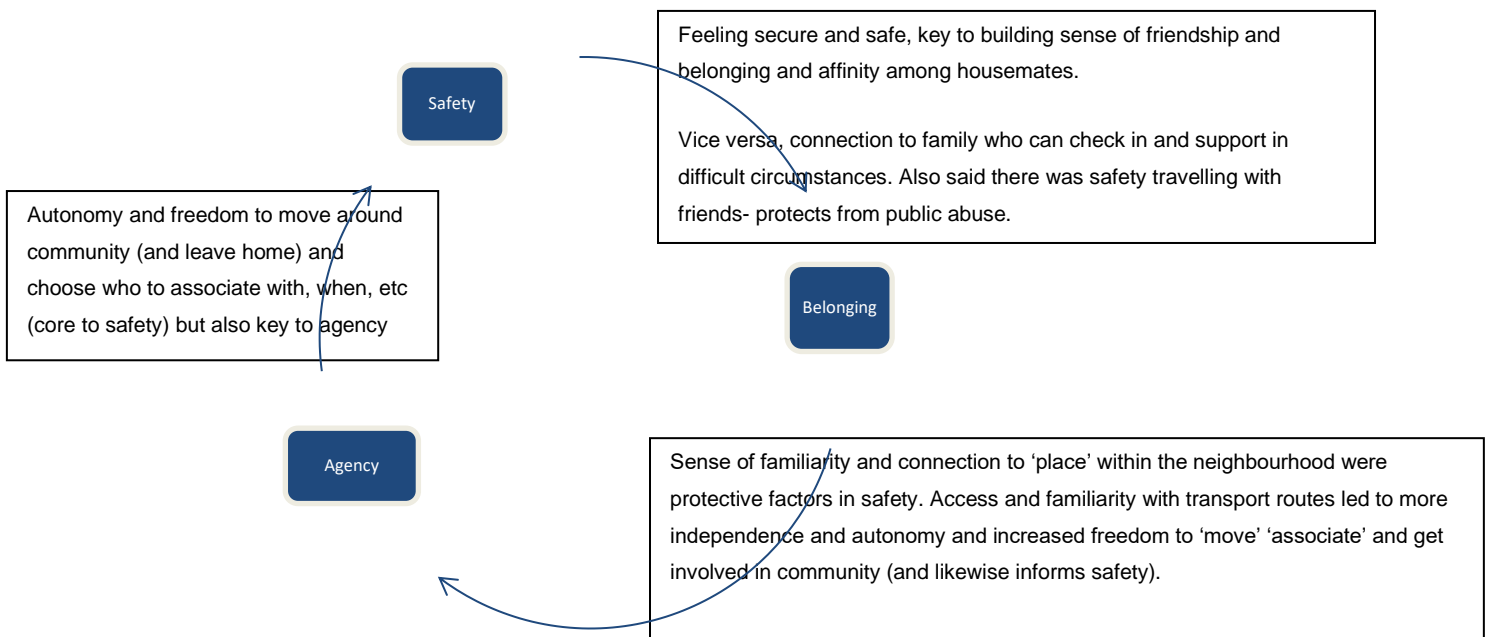 Safety
Feeling secure and safe, key to building sense of friendship and
belonging and affinity among housemates.
Vice versa, connection to family who can check in and support in
difficult circumstances. Also said there was safety travelling with
friends- protects from public abuse.
Autonomy and freedom to move around
community (and leave home) and
choose who to associate with, when, etc
(core to safety) but also key to agency
Belonging
Agency
Sense of familiarity and connection to ‘place’ within the neighbourhood were
protective factors in safety. Access and familiarity with transport routes led to more
independence and autonomy and increased freedom to ‘move’ ‘associate’ and get
involved in community (and likewise informs safety).